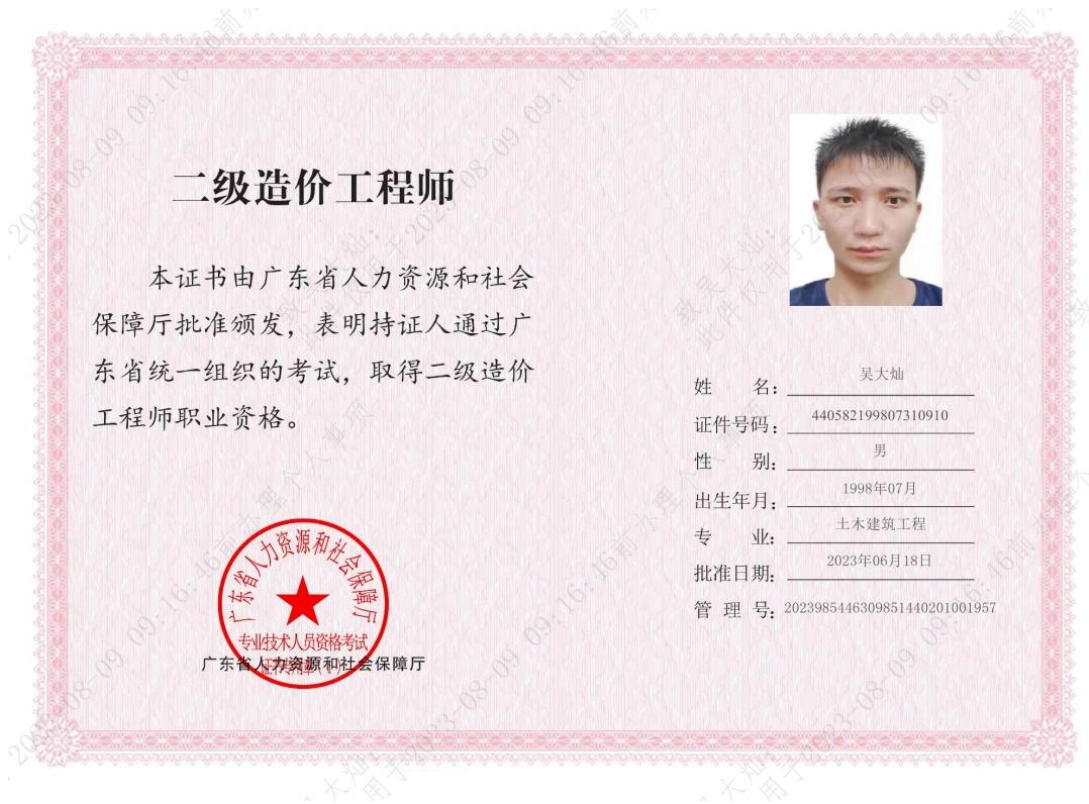 二级造价工程师
本证书由广东省人力资源和社会
保障厅批准颁发，表明持证人通过广
东省统一组织的考试，取得二级造价
工程师职业资格。
广东省人力资源和社会保障厅
专业技术人员资格考试
广东省人力资源和社会保障厅
姓 名：吴大灿
证件号码：440582199807310910
性 别：男
出生年月：1998年07月
专 业：土木建筑工程
批准日期：2023年06月18日
管 理 号：20239854463098514402010019​57